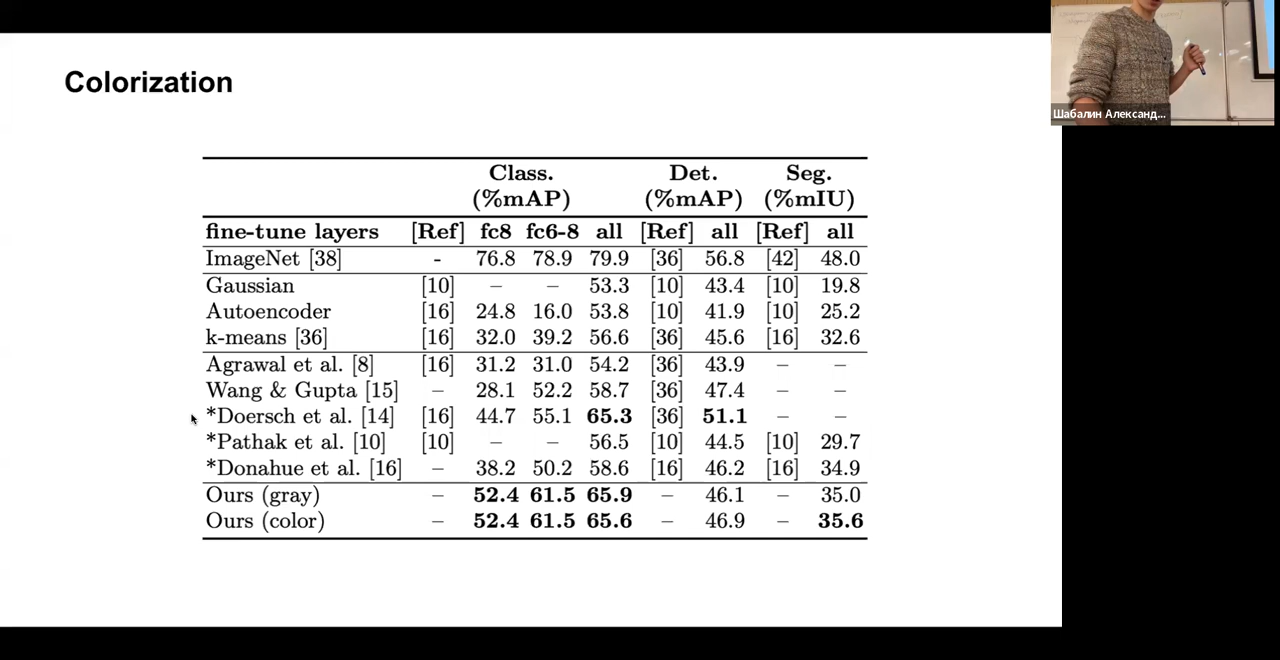 Colorization
Шабалин Александ...
Class. Det. Seg.
(%mAP) (%mAP) (%mIU)
fine-tune layers [Ref] fc8 fc6-8 all [Ref] all [Ref] all
ImageNet [38] - 76.8 78.9 79.9 [36] 56.8 [42] 48.0
Gaussian [10] – – 53.3 [10] 43.4 [10] 19.8
Autoencoder [16] 24.8 16.0 53.8 [10] 41.9 [10] 25.2
k-means [36] [16] 32.0 39.2 56.6 [36] 45.6 [16] 32.6
Agrawal et al. [8] [16] 31.2 31.0 54.2 [36] 43.9 – –
Wang & Gupta [15] – 28.1 52.2 58.7 [36] 47.4 – –
*Doersch et al. [14] [16] 44.7 55.1 65.3 [36] 51.1 – –
*Pathak et al. [10] [10] – – 56.5 [10] 44.5 [10] 29.7
*Donahue et al. [16] – 38.2 50.2 58.6 [16] 46.2 [16] 34.9
Ours (gray) – 52.4 61.5 65.9 – 46.1 – 35.0
Ours (color) – 52.4 61.5 65.6 – 46.9 – 35.6